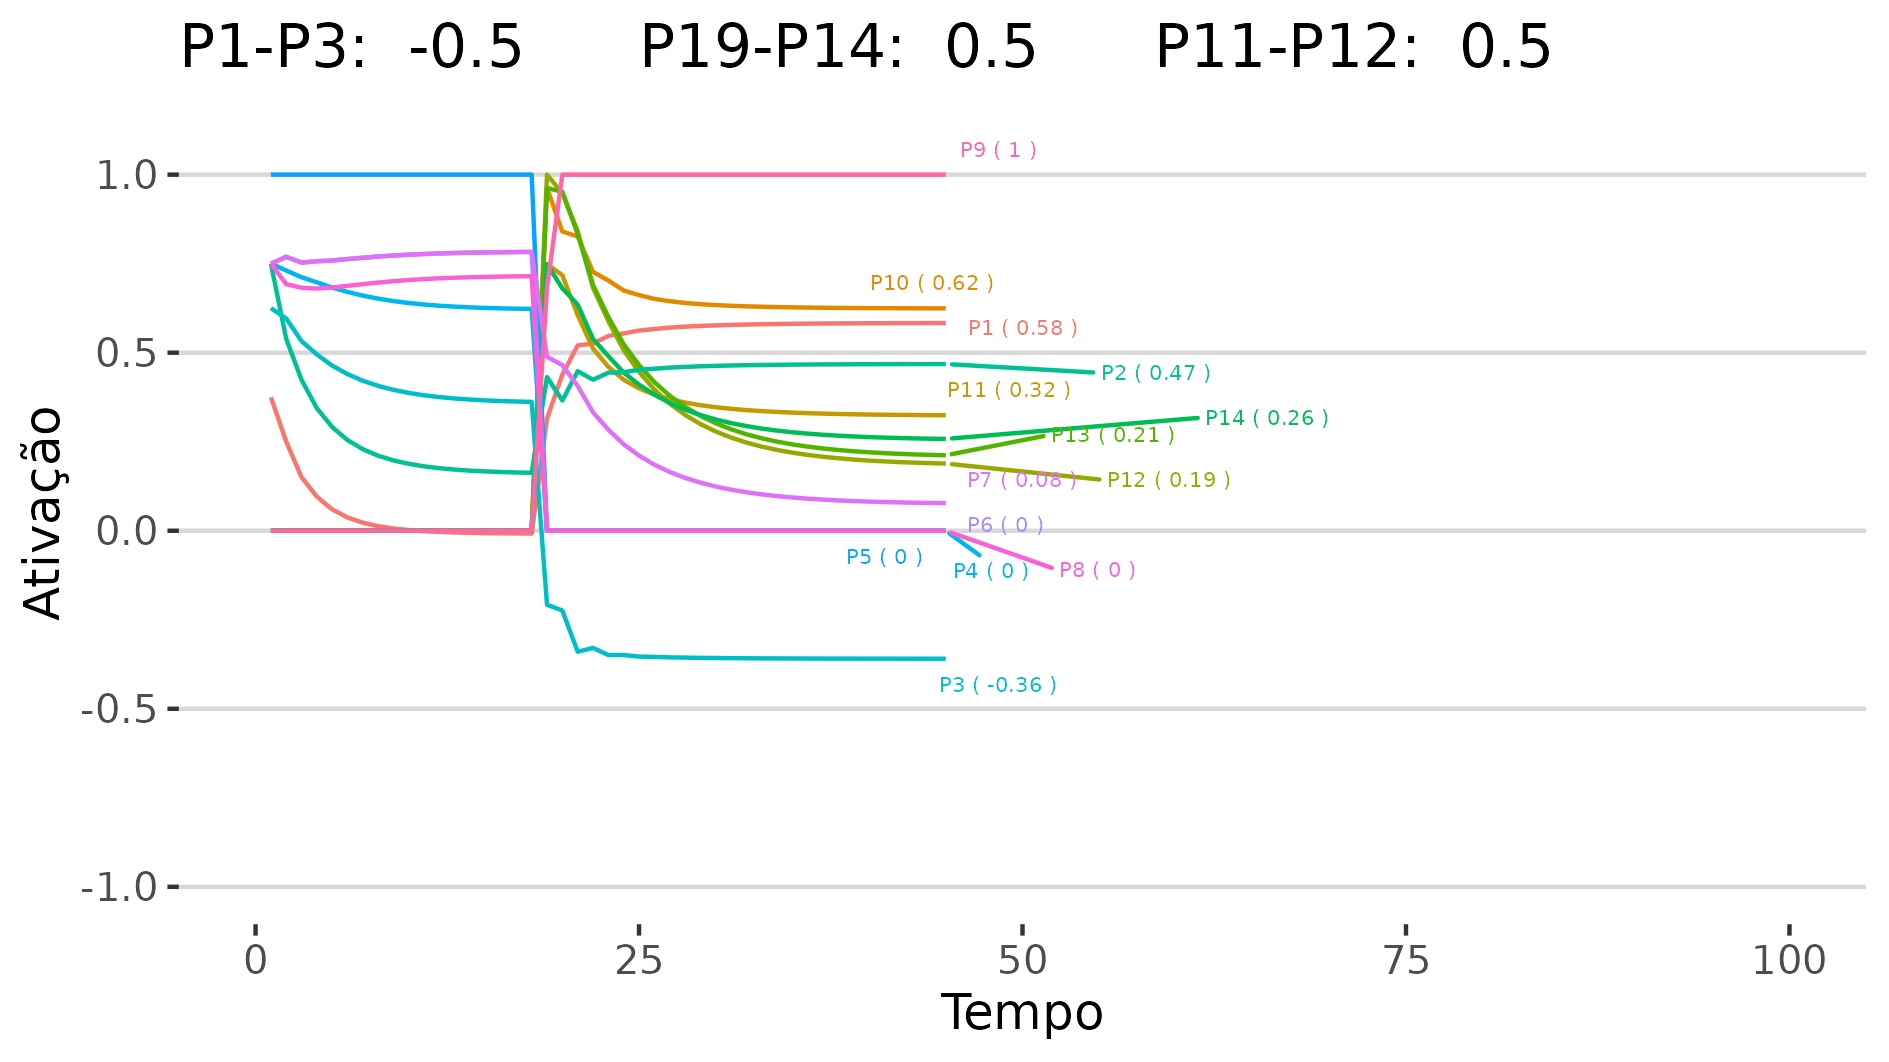 P1-P3:  -0.5     P19-P14:  0.5     P11-P12:  0.5
P9 ( 1 )
1.0
P10 ( 0.62 )
P1 ( 0.58 )
0.5
P2 ( 0.47 )
P11 ( 0.32 )
P14 ( 0.26 )
P13 ( 0.21 )
P7 ( 0.08 )
P12 ( 0.19 )
P6 ( 0 )
0.0
P5 ( 0 )
P4 ( 0 )
P8 ( 0 )
P3 ( -0.36 )
-0.5
-1.0
Ativação
0 25 50 75 100
Tempo